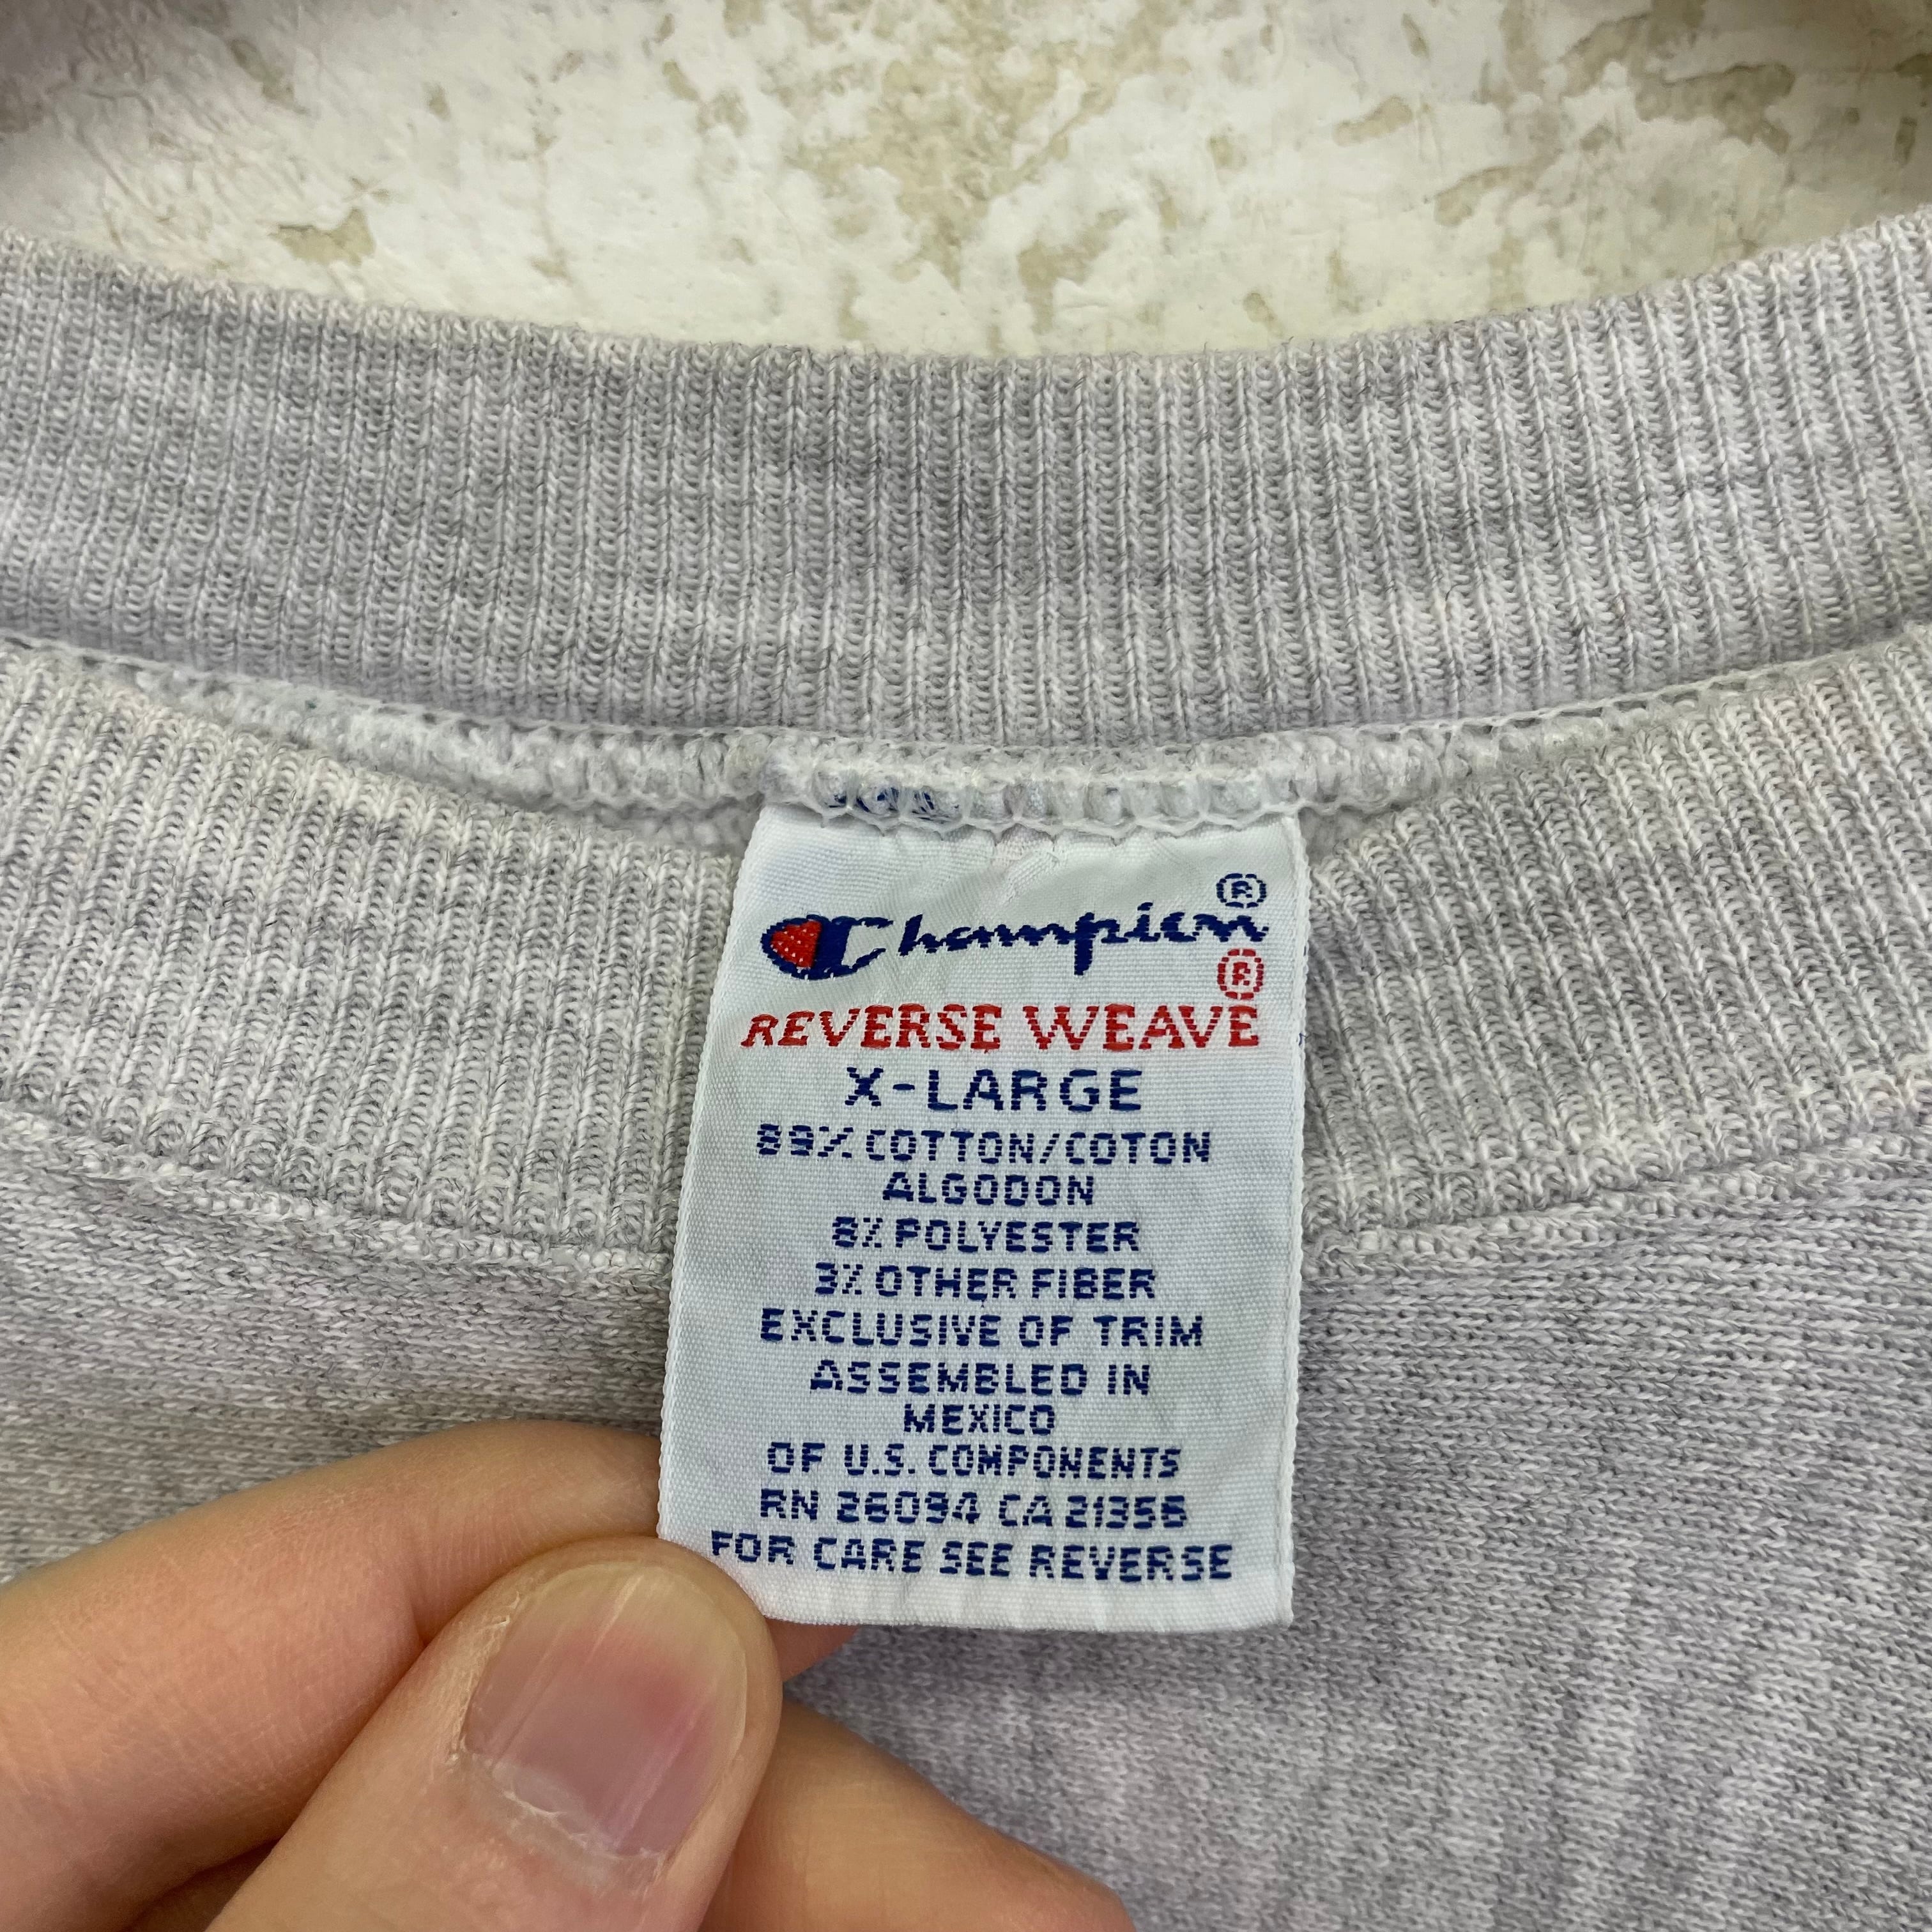 Champion ®
REVERSE WEAVE ®
X-LARGE
89% COTTON/COTON
ALGODON
8% POLYESTER
3% OTHER FIBER
EXCLUSIVE OF TRIM
ASSEMBLED IN
MEXICO
OF U.S. COMPONENTS
RN 26094 CA 21356
FOR CARE SEE REVERSE